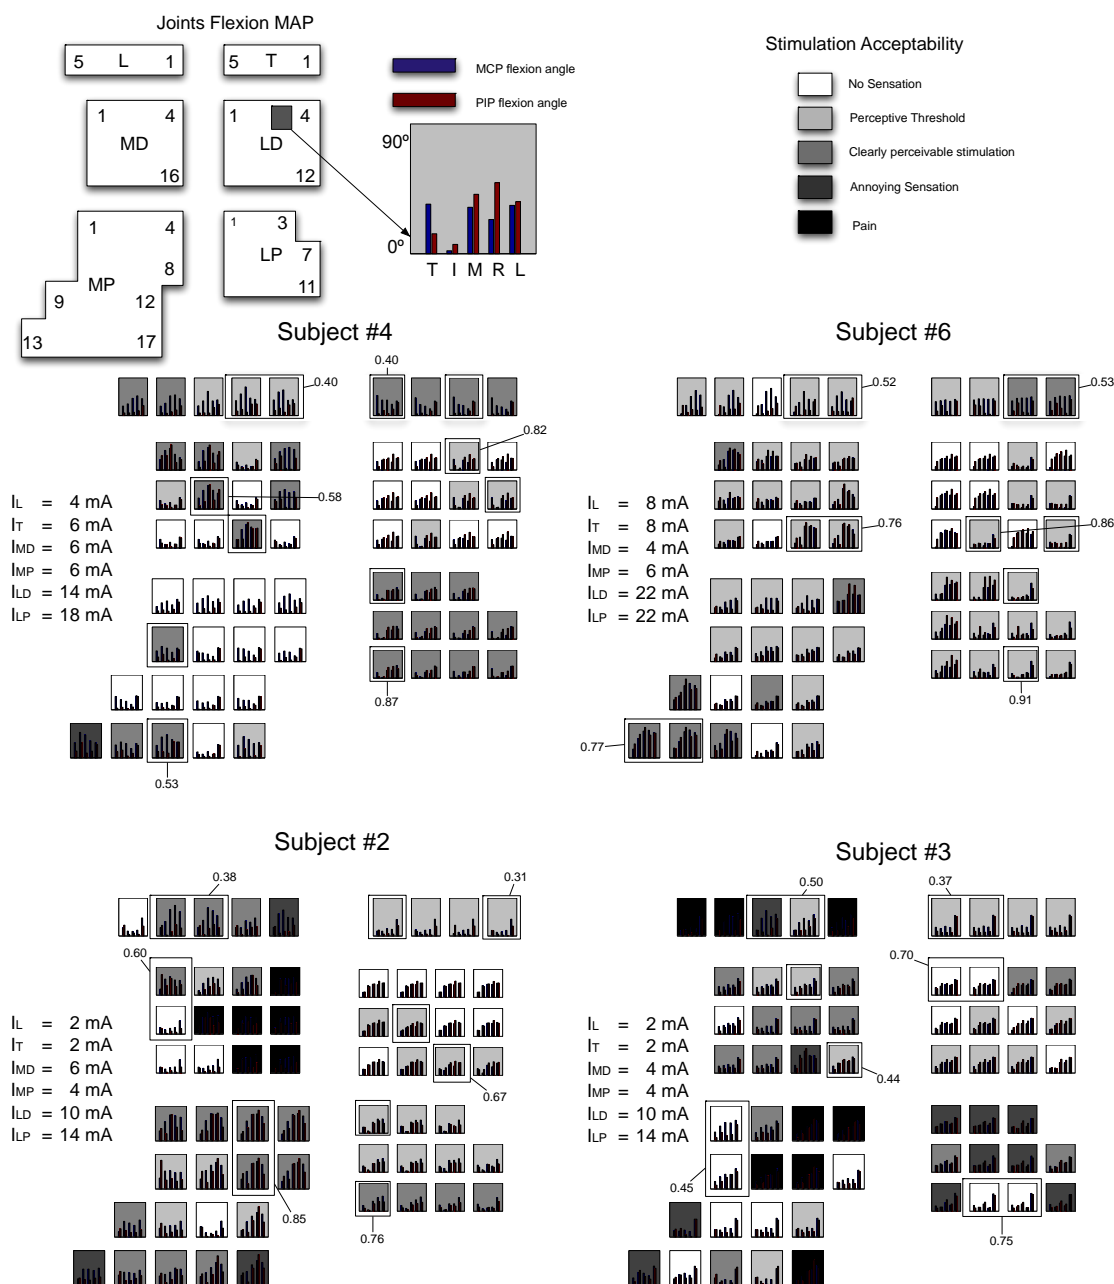 Joints Flexion MAP
5 L 1
5 T 1
MCP flexion angle
PIP flexion angle
1 4
MD
16
1 4
LD
12
90º
0º
T I M R L
1 4
8
MP
9 12
13 17
1 3
LP 7
11
Stimulation Acceptability
No Sensation
Perceptive Threshold
Clearly perceivable stimulation
Annoying Sensation
Pain
Subject #4
0.40
0.40
0.82
0.58
IL = 4 mA
IT = 6 mA
IMD = 6 mA
IMP = 6 mA
ILD = 14 mA
ILP = 18 mA
0.87
0.53
Subject #6
0.52
0.53
0.76
0.86
IL = 8 mA
IT = 8 mA
IMD = 4 mA
IMP = 6 mA
ILD = 22 mA
ILP = 22 mA
0.91
0.77
Subject #2
0.38
0.31
0.60
IL = 2 mA
IT = 2 mA
IMD = 6 mA
IMP = 4 mA
ILD = 10 mA
ILP = 14 mA
0.67
0.85
0.76
Subject #3
0.50
0.37
0.70
IL = 2 mA
IT = 2 mA
IMD = 4 mA
IMP = 4 mA
ILD = 10 mA
ILP = 14 mA
0.44
0.45
0.75